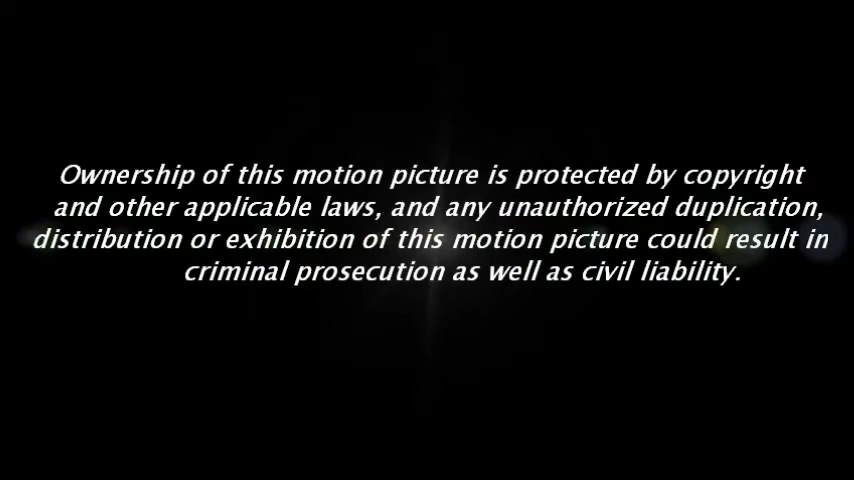 Ownership of this motion picture is protected by copyright
and other applicable laws, and any unauthorized duplication,
distribution or exhibition of this motion picture could result in
criminal prosecution as well as civil liability.